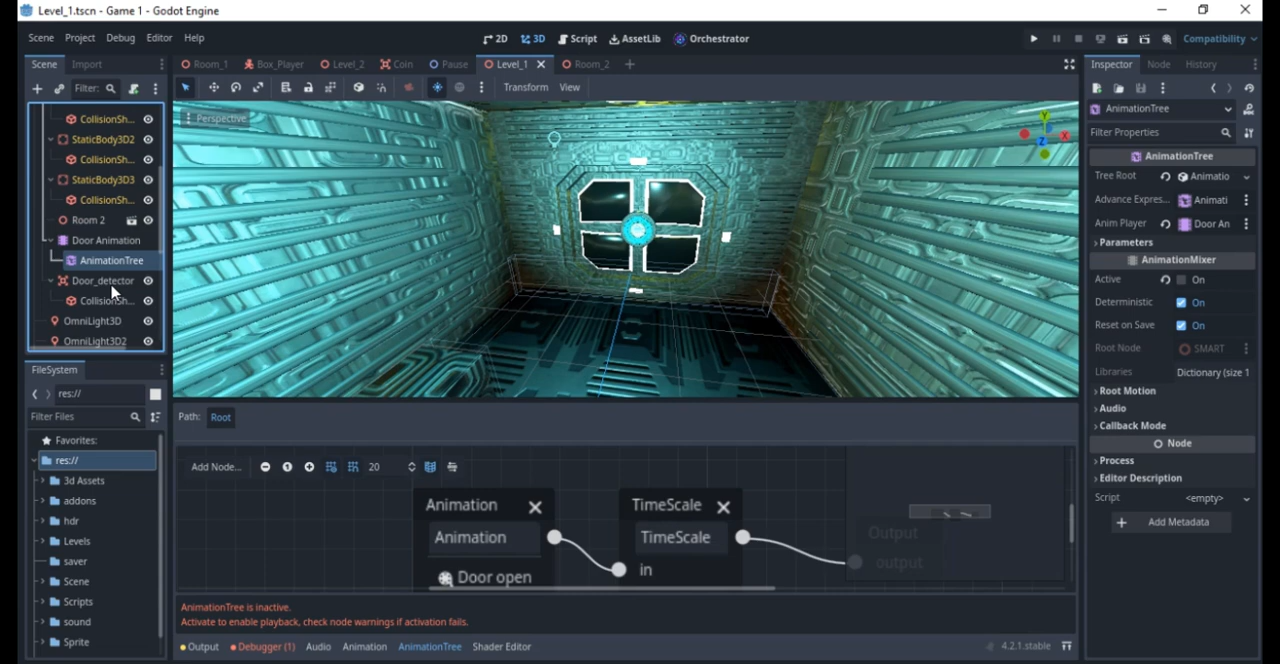 Level_1.tscn - Game 1 - Godot Engine
Scene Project Debug Editor Help
2D 3D Script AssetLib Orchestrator
Compatibility
Scene Import
Room_1 Box_Player Level_2 Coin Pause Level_1 Room_2
Inspector Node History
Filter:
Transform View
AnimationTree
Perspective
Y
X
Z
Filter Properties
CollisionSh...
StaticBody3D2
CollisionSh...
StaticBody3D3
CollisionSh...
Room 2
Door Animation
AnimationTree
Door_detector
CollisionSh...
OmniLight3D
OmniLight3D2
AnimationTree
Tree Root Animatio
Advance Expres... Animati
Anim Player Door An
Parameters
AnimationMixer
Active On
Deterministic On
Reset on Save On
Root Node SMART
Libraries Dictionary (size 1
Root Motion
Audio
Callback Mode
Node
Process
Editor Description
Script <empty>
Add Metadata
FileSystem
res://
Filter Files
Favorites:
res://
3d Assets
addons
hdr
Levels
saver
Scene
Scripts
sound
Sprite
Path: Root
Add Node... 20
Animation
Animation
Door open
TimeScale
TimeScale
in
Output
output
AnimationTree is inactive.
Activate to enable playback, check node warnings if activation fails.
Output Debugger (1) Audio Animation AnimationTree Shader Editor
4.2.1.stable